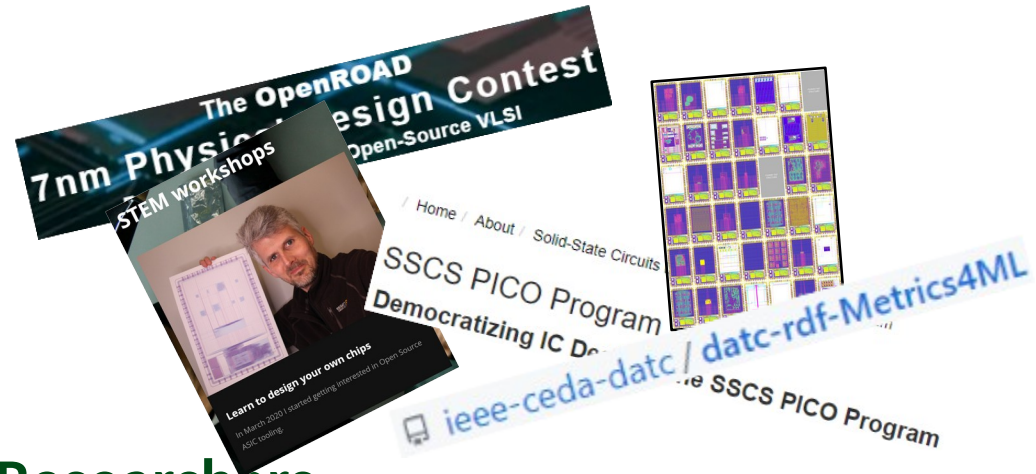 The OpenROAD
7nm Physical Design Contest
Open-Source VLSI
STEM workshops
Learn to design your own chips
In March 2020 I started getting interested in Open Source
ASIC tooling.
/ Home / About / Solid-State Circuits
SSCS PICO Program
Democratizing IC De
the SSCS PICO Program
ieee-ceda-datc / datc-rdf-Metrics4ML
Researchers